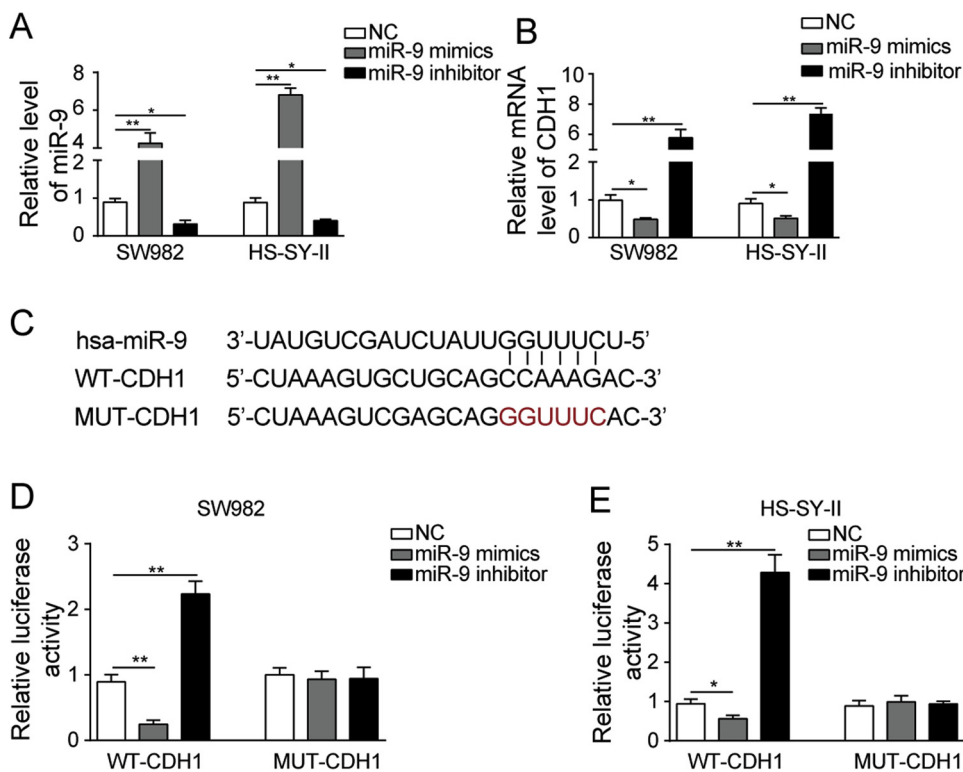 A
NC
miR-9 mimics
miR-9 inhibitor
Relative level
of miR-9
8
6
4
2
1
0
*
**
*
**
SW982
HS-SY-II
B
NC
miR-9 mimics
miR-9 inhibitor
Relative mRNA
level of CDH1
10
8
6
2
1
0
**
*
**
*
SW982
HS-SY-II
C
hsa-miR-9 3’-UAUGUCGAUCUAUUGGUUUCU-5’
WT-CDH1 5’-CUAAAGUGCUGCAGCCAAAGAC-3’
MUT-CDH1 5’-CUAAAGUCGAGCAGGGUUUCAC-3’
D
SW982
NC
miR-9 mimics
miR-9 inhibitor
Relative luciferase
activity
3
2
1
0
**
**
WT-CDH1
MUT-CDH1
E
HS-SY-II
NC
miR-9 mimics
miR-9 inhibitor
Relative luciferase
activity
5
4
3
2
1
0
**
*
WT-CDH1
MUT-CDH1